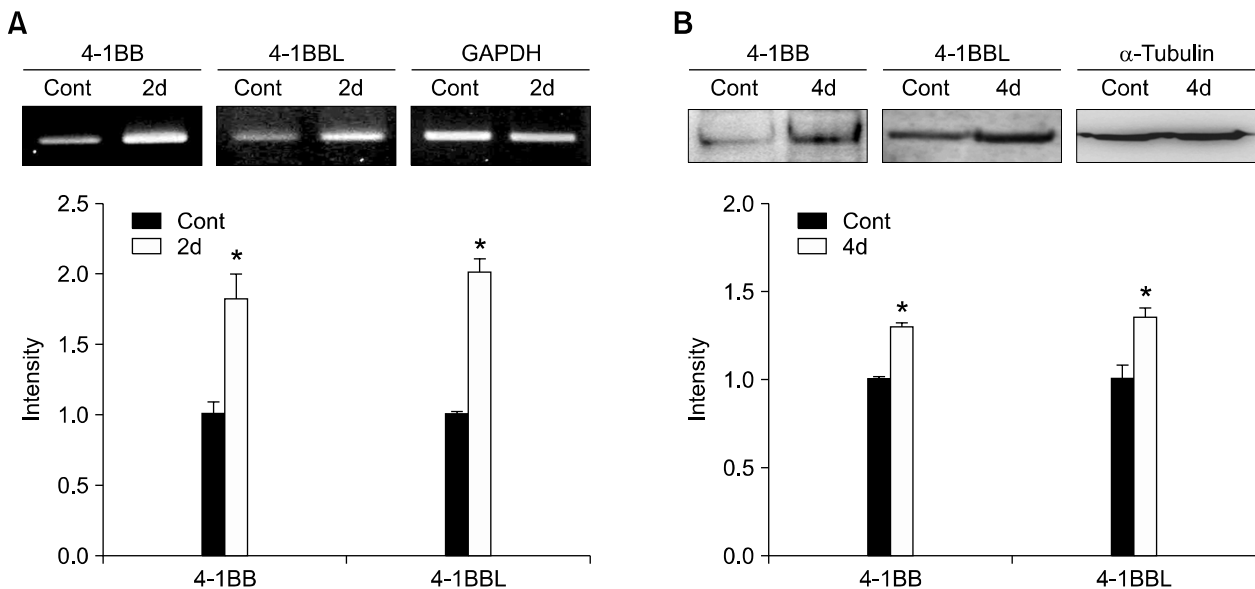 A
4-1BB 4-1BBL GAPDH
Cont 2d Cont 2d Cont 2d
2.5
2.0
1.5
1.0
0.5
0.0
Intensity
Cont
2d
*
*
4-1BB 4-1BBL
B
4-1BB 4-1BBL α-Tubulin
Cont 4d Cont 4d Cont 4d
2.0
1.5
1.0
0.5
0.0
Intensity
Cont
4d
*
*
4-1BB 4-1BBL